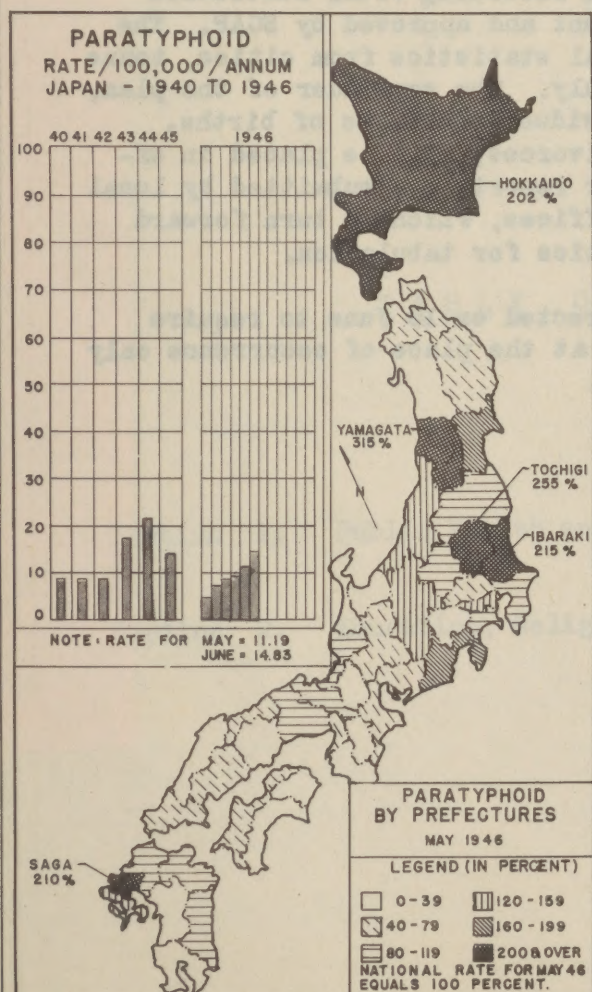 PARATYPHOID
RATE/100,000/ANNUM
JAPAN - 1940 TO 1946
40 41 42 43 44 45 1946
100
90
80
70
60
50
40
30
20
10
0
NOTE: RATE FOR MAY = 11.19
JUNE = 14.83
HOKKAIDO
202 %
YAMAGATA
315 %
N
TOCHIGI
255 %
IBARAKI
215 %
SAGA
210 %
PARATYPHOID
BY PREFECTURES
MAY 1946
LEGEND (IN PERCENT)
0-39 120-159
40-79 160-199
80-119 200 & OVER
NATIONAL RATE FOR MAY 46
EQUALS 100 PERCENT.